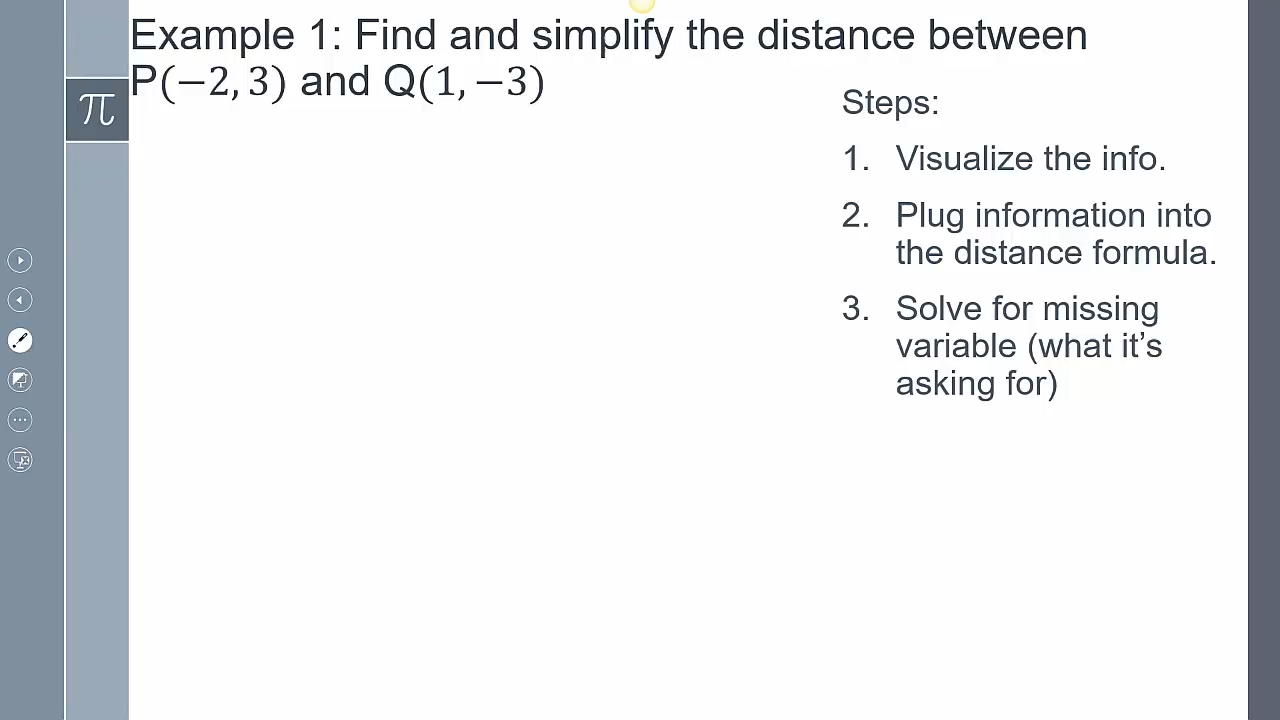 Example 1: Find and simplify the distance between
P(−2, 3) and Q(1, −3)
π
Steps:
1. Visualize the info.
2. Plug information into
the distance formula.
3. Solve for missing
variable (what it’s
asking for)